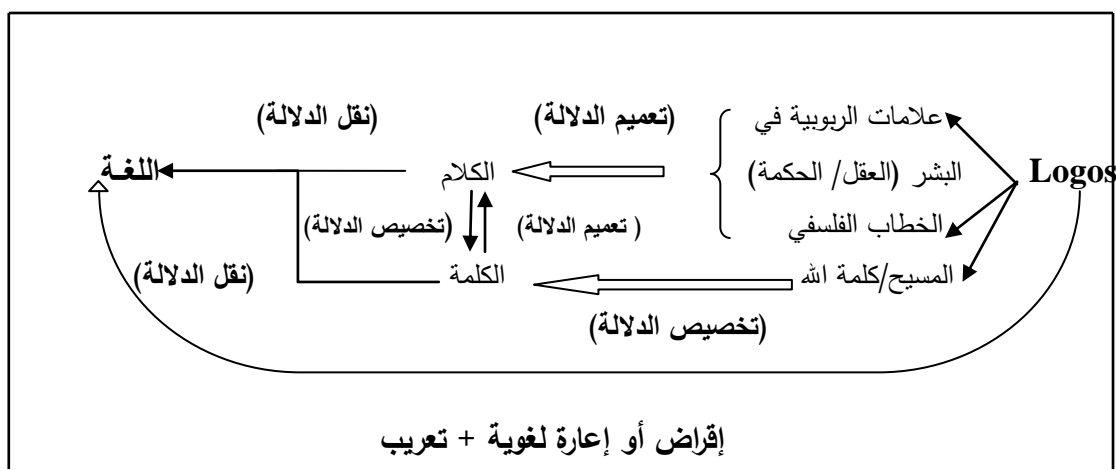 علامات الربوبية في
(تعميم الدلالة)
(نقل الدلالة)
Logos
البشر (العقل/ الحكمة)
الكلام
اللغـة
( تعميم الدلالة)
(تخصيص الدلالة)
الخطاب الفلسفي
المسيح/كلمة الله
الكلمة
(نقل الدلالة)
(تخصيص الدلالة)
إقراض أو إعارة لغوية + تعريب